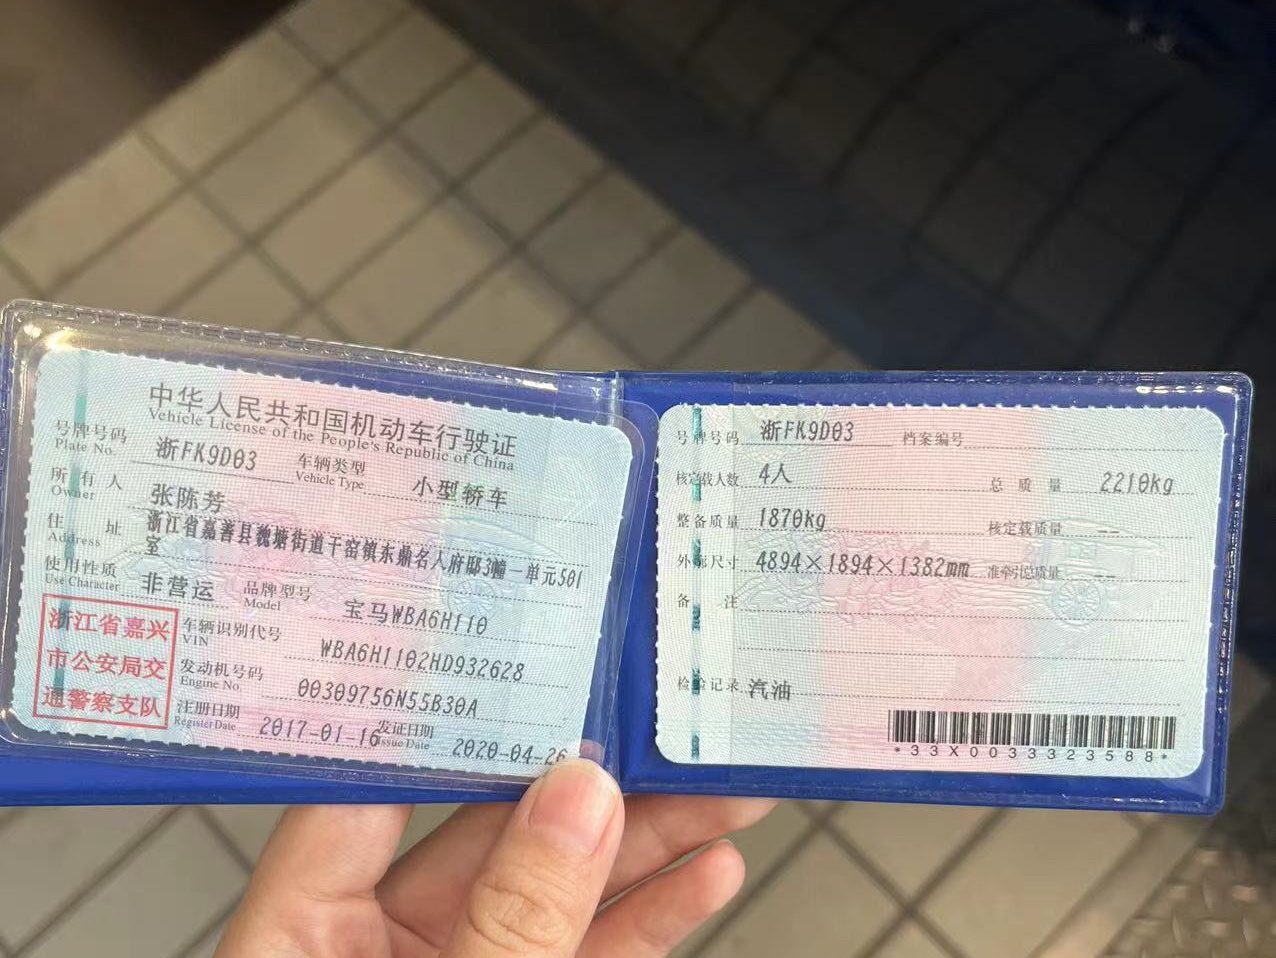 中华人民共和国机动车行驶证
Vehicle License of the People's Republic of China
号牌号码 浙FK9D03 车辆类型 小型轿车
Plate No. Vehicle Type
所有人 张陈芳
Owner
住址 浙江省嘉善县魏塘街道干窑镇东鼎名人府邸3幢一单元501
Address 室
使用性质 非营运 品牌型号 宝马WBA6H110
Use Character Model
浙江省嘉兴
市公安局交
通警察支队
车辆识别代号 WBA6H1102HD932628
VIN
发动机号码 00309756N55B30A
Engine No.
注册日期 2017-01-16 发证日期 2020-04-26
Register Date Issue Date
号牌号码 浙FK9D03 档案编号
核定载人数 4人 总质量 2210kg
整备质量 1870kg 核定载质量 --
外廓尺寸 4894×1894×1382mm 准牵引总质量 --
备注
检验记录 汽油
*33X0033323588*